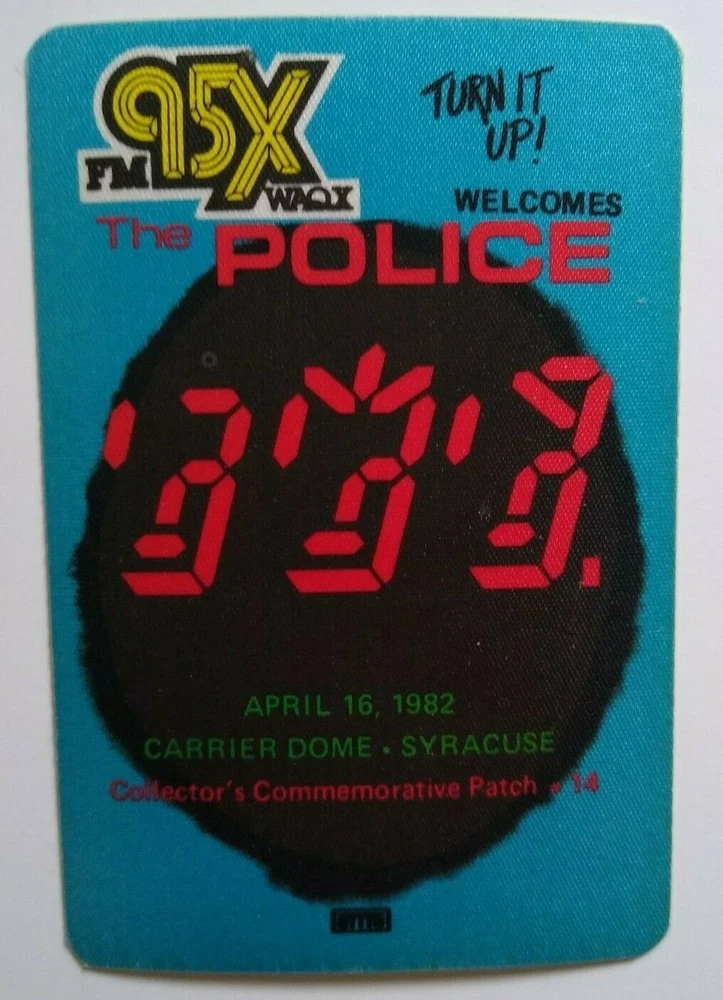 FM 95X
WAQX
TURN IT
UP!
WELCOMES
The POLICE
APRIL 16, 1982
CARRIER DOME • SYRACUSE
Collector's Commemorative Patch # 14